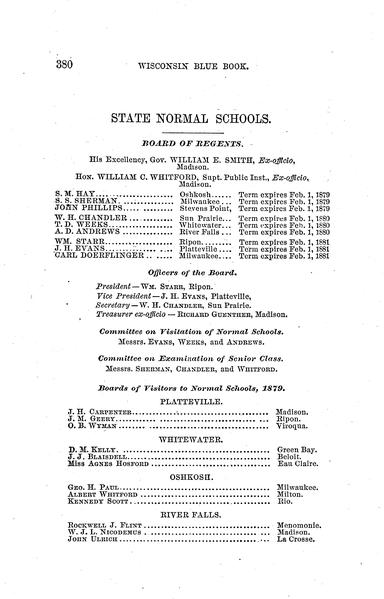 380 WISCONSIN BLUE BOOK.
STATE NORMAL SCHOOLS.
BOARD OF REGENTS.
His Excellency, Gov. WILLIAM E. SMITH, Ex-officio,
Madison.
Hon. WILLIAM C. WHITFORD, Supt. Public Inst., Ex-officio,
Madison.
S. M. HAY.................... Oshkosh...... Term expires Feb. 1, 1879
S. S. SHERMAN.............. Milwaukee ... Term expires Feb. 1, 1879
JOHN PHILLIPS.............. Stevens Point, Term expires Feb. 1, 1879
W. H. CHANDLER ............ Sun Prairie... Term expires Feb. 1, 1880
T. D. WEEKS................. Whitewater... Term expires Feb. 1, 1880
A. D. ANDREWS ............. River Falls ... Term expires Feb. 1, 1880
WM. STARR.................. Ripon......... Term expires Feb. 1, 1881
J. H. EVANS................. Platteville .... Term expires Feb. 1, 1881
CARL DOERFLINGER ........ Milwaukee.... Term expires Feb. 1, 1881
Officers of the Board.
President — WM. STARR, Ripon.
Vice President — J. H. EVANS, Platteville,
Secretary — W. H. CHANDLER, Sun Prairie.
Treasurer ex-officio — RICHARD GUENTHER, Madison.
Committee on Visitation of Normal Schools.
Messrs. EVANS, WEEKS, and ANDREWS.
Committee on Examination of Senior Class.
Messrs. SHERMAN, CHANDLER, and WHITFORD.
Boards of Visitors to Normal Schools, 1879.
PLATTEVILLE.
J. H. CARPENTER.................................... Madison.
J. M. GEERY......................................... Ripon.
O. B. WYMAN ........................................ Viroqua.
WHITEWATER.
D. M. KELLY. ....................................... Green Bay.
J. J. BLAISDELL..................................... Beloit.
MISS AGNES HOSFORD ............................... Eau Claire.
OSHKOSH.
GEO. H. PAUL........................................ Milwaukee.
ALBERT WHITFORD ................................... Milton.
KENNEDY SCOTT...................................... Rio.
RIVER FALLS.
ROCKWELL J. FLINT.................................. Menomonie.
W. J. L. NICODEMUS . ............................... Madison.
JOHN ULRICH ........................................ La Crosse.